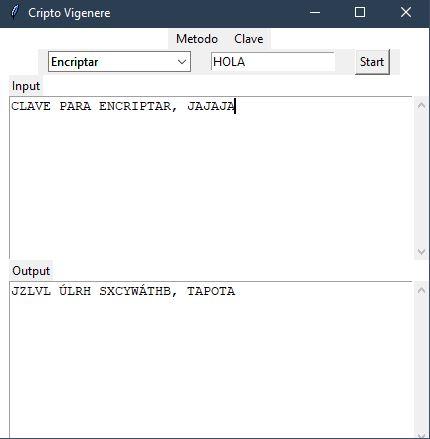 Cripto Vigenere
Metodo Clave
Encriptar HOLA Start
Input
CLAVE PARA ENCRIPTAR, JAJAJA
Output
JZLVL ÚLRH SXCYWÁTHB, TAPOTA